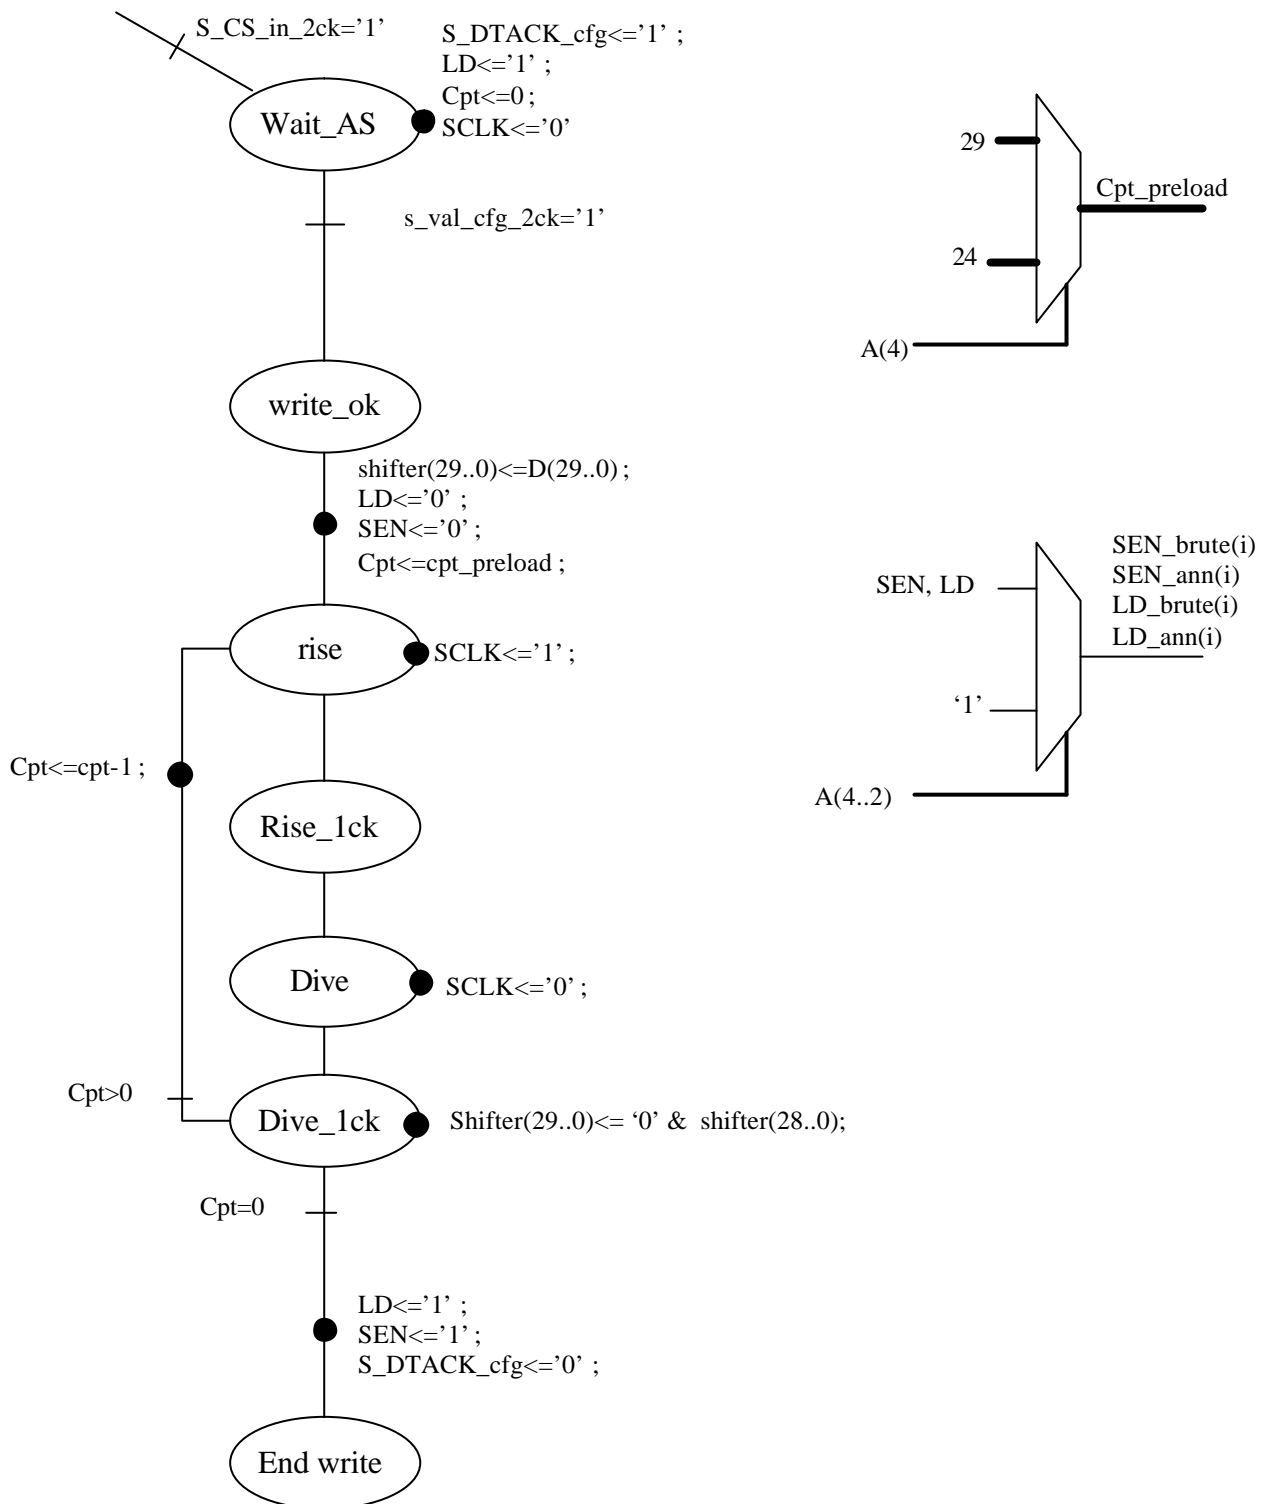 S_CS_in_2ck='1'
S_DTACK_cfg<='1' ;
LD<='1' ;
Cpt<=0 ;
SCLK<='0'
Wait_AS
s_val_cfg_2ck='1'
write_ok
shifter(29..0)<=D(29..0) ;
LD<='0' ;
SEN<='0' ;
Cpt<=cpt_preload ;
rise
SCLK<='1' ;
Cpt<=cpt-1 ;
Rise_1ck
Dive
SCLK<='0' ;
Cpt>0
Dive_1ck
Shifter(29..0)<= ‘0’ & shifter(28..0);
Cpt=0
LD<='1' ;
SEN<='1' ;
S_DTACK_cfg<='0' ;
End write
29
Cpt_preload
24
A(4)
SEN, LD
SEN_brute(i)
SEN_ann(i)
LD_brute(i)
LD_ann(i)
‘1’
A(4..2)